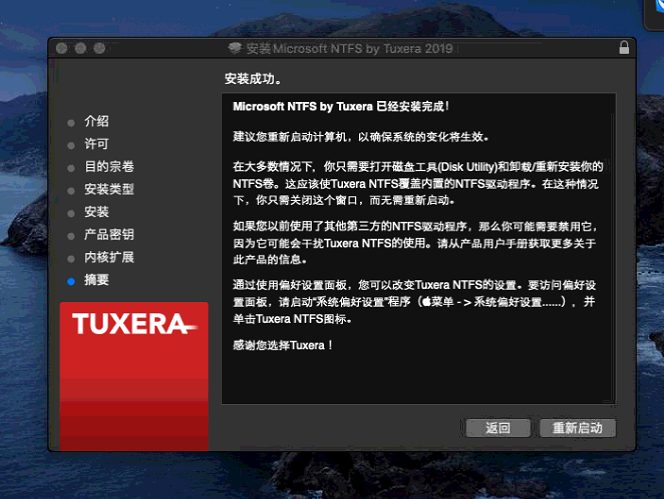 安装Microsoft NTFS by Tuxera 2019
安装成功。
介绍
许可
目的宗卷
安装类型
安装
产品密钥
内核扩展
摘要
TUXERA
Microsoft NTFS by Tuxera 已经安装完成！
建议您重新启动计算机，以确保系统的变化将生效。
在大多数情况下，你只需要打开磁盘工具(Disk Utility)和卸载/重新安装你的
NTFS卷。这应该使Tuxera NTFS覆盖内置的NTFS驱动程序。在这种情况
下，你只需关闭这个窗口，而无需重新启动。
如果您以前使用了其他第三方的NTFS驱动程序，那么你可能需要禁用它，
因为它可能会干扰Tuxera NTFS的使用。请从产品用户手册获取更多关于
此产品的信息。
通过使用偏好设置面板，您可以改变Tuxera NTFS的设置。要访问偏好设
置面板，请启动“系统偏好设置”程序（菜单 - > 系统偏好设置......），并
单击Tuxera NTFS图标。
感谢您选择Tuxera！
返回
重新启动